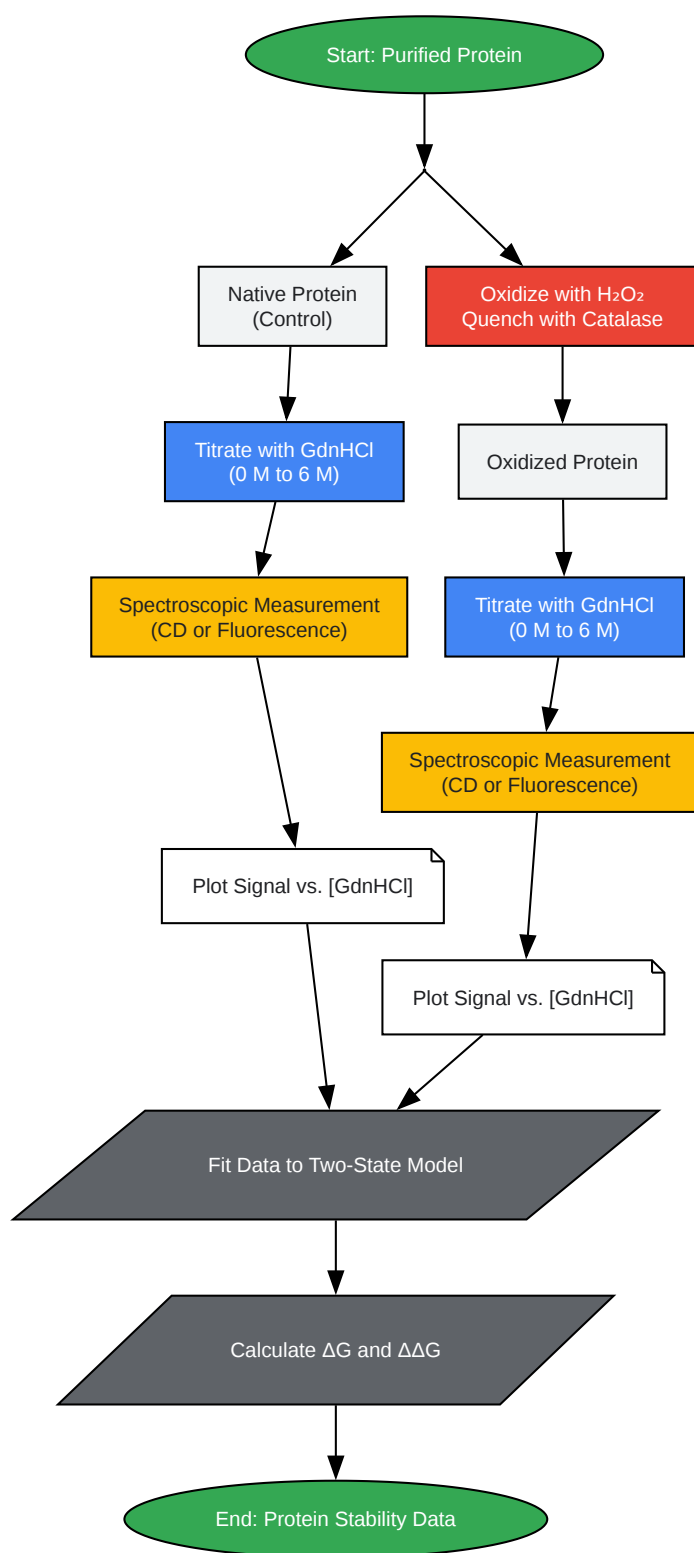 Start: Purified Protein
Native Protein
(Control)
Oxidize with H₂O₂
Quench with Catalase
Titrate with GdnHCl
(0 M to 6 M)
Oxidized Protein
Spectroscopic Measurement
(CD or Fluorescence)
Titrate with GdnHCl
(0 M to 6 M)
Spectroscopic Measurement
(CD or Fluorescence)
Plot Signal vs. [GdnHCl]
Plot Signal vs. [GdnHCl]
Fit Data to Two-State Model
Calculate ΔG and ΔΔG
End: Protein Stability Data